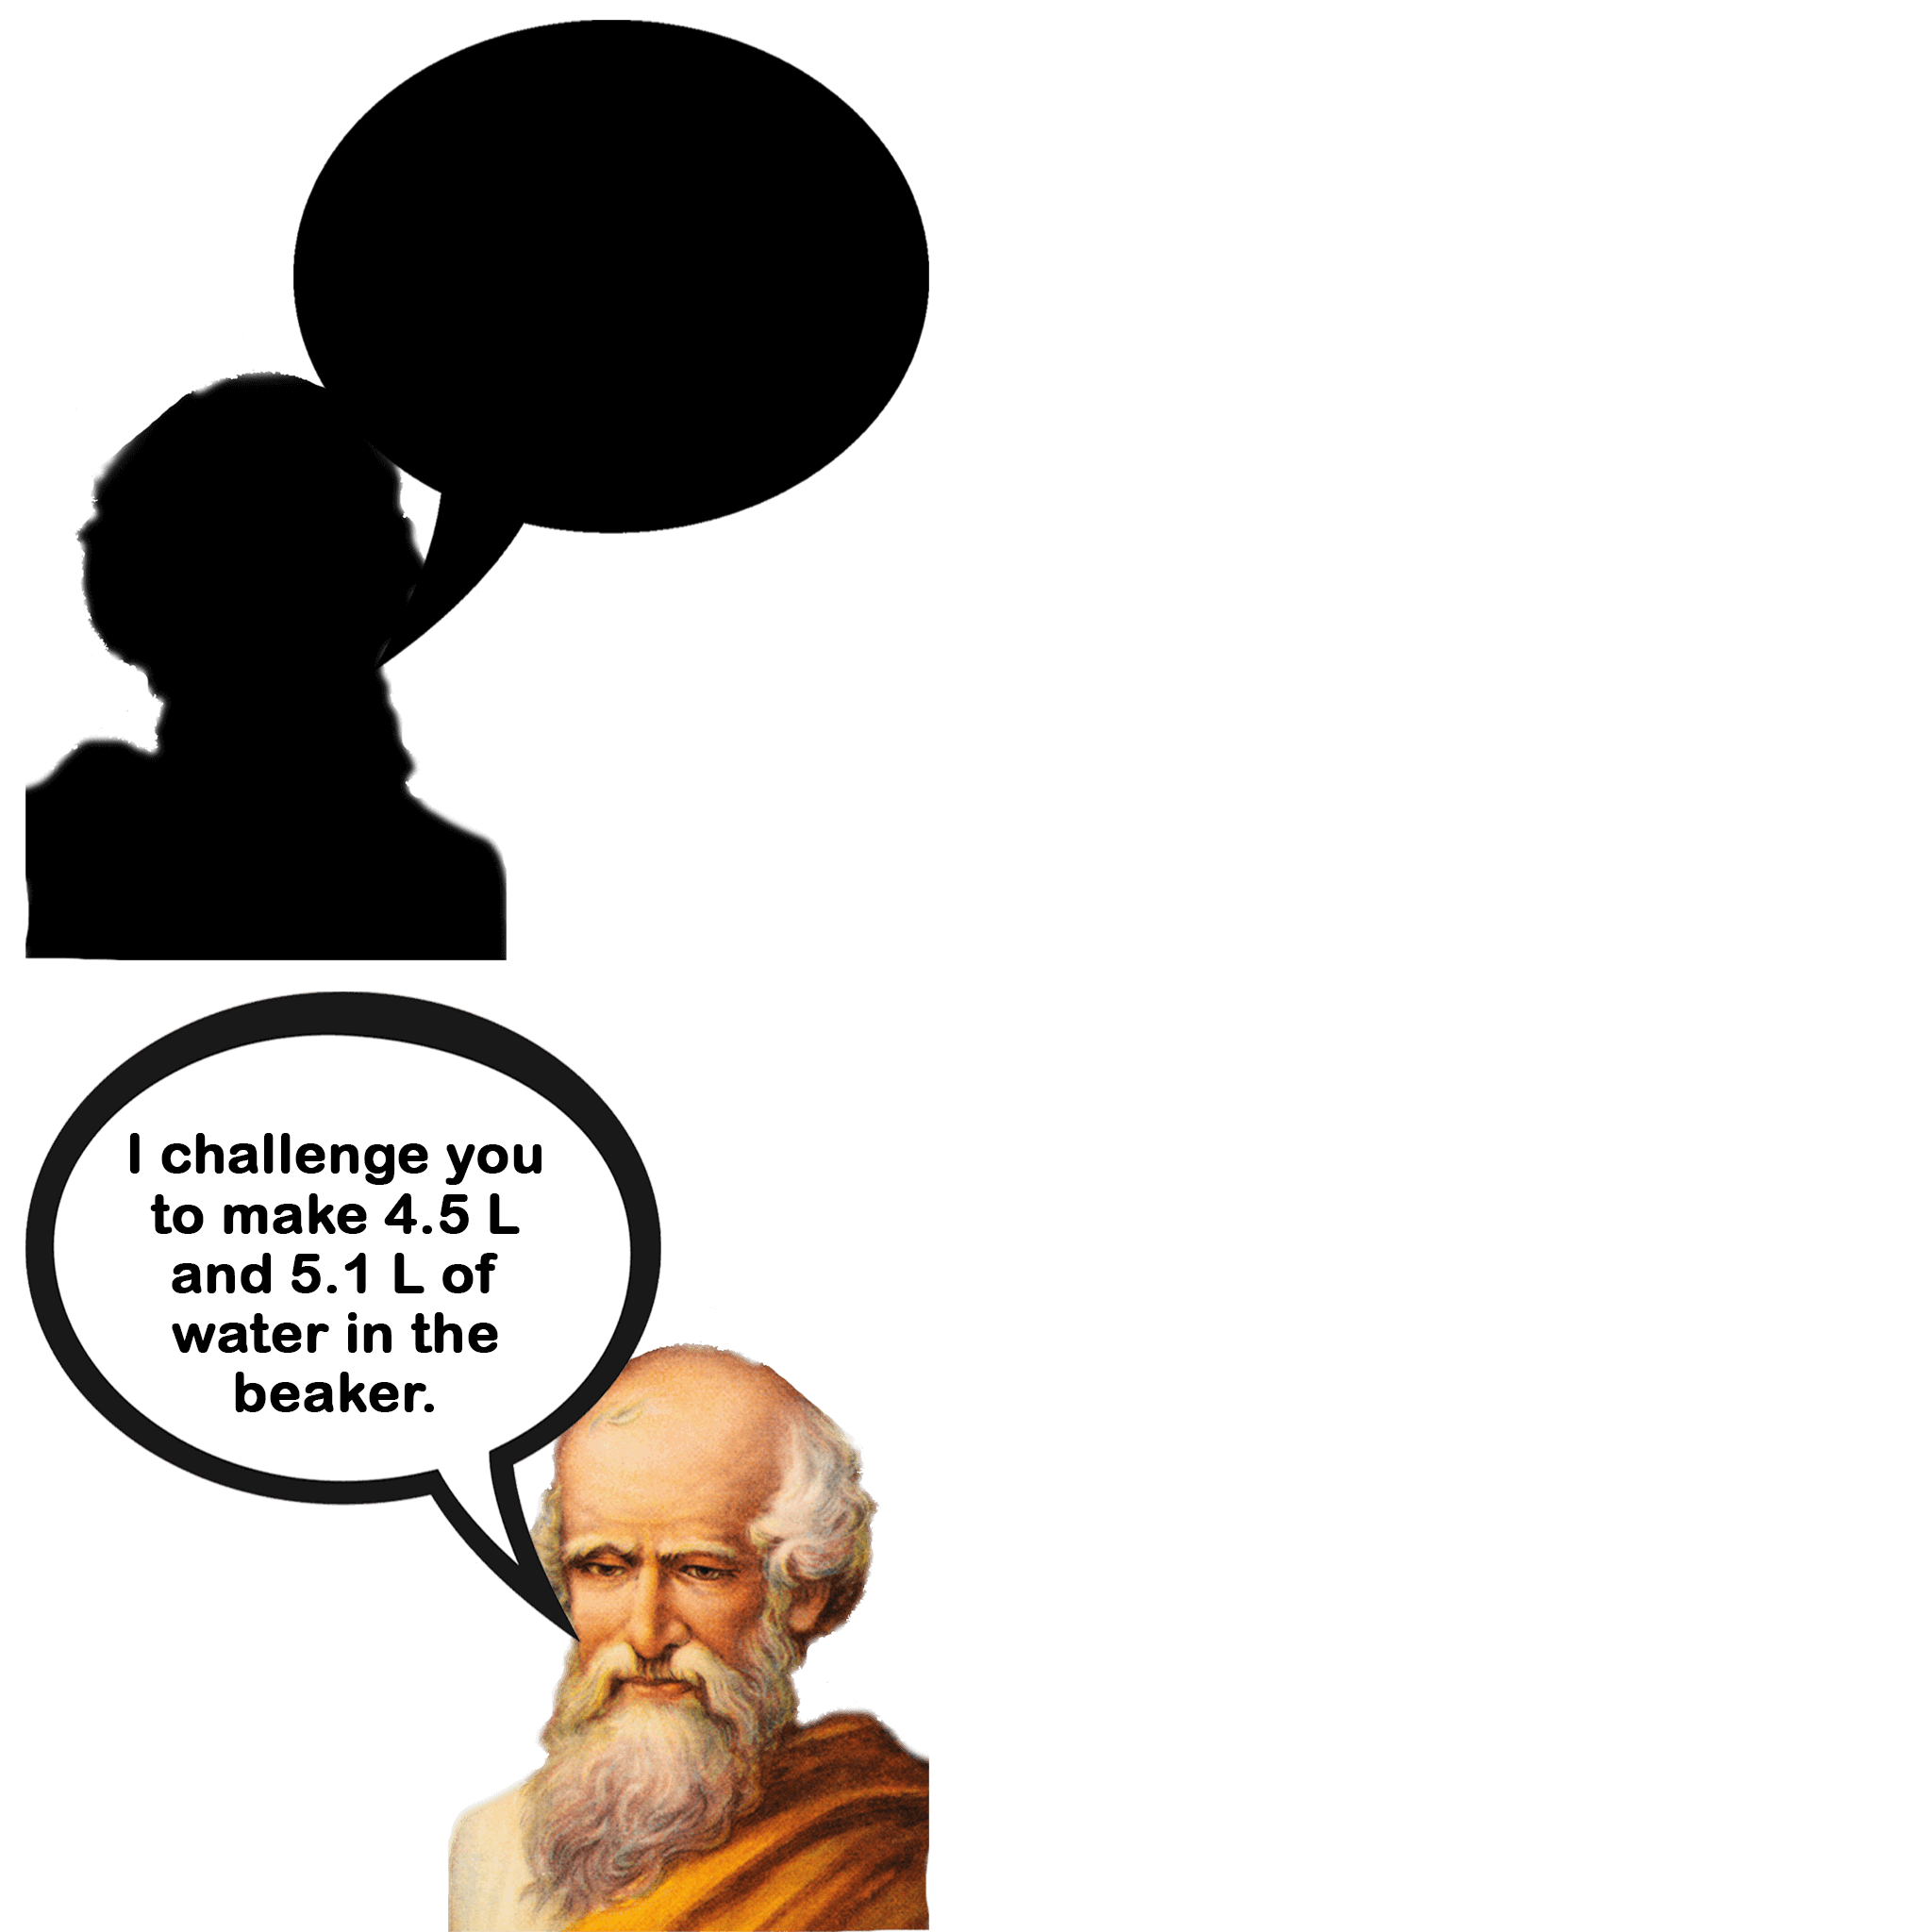 I challenge you
to make 4.5 L
and 5.1 L of
water in the
beaker.